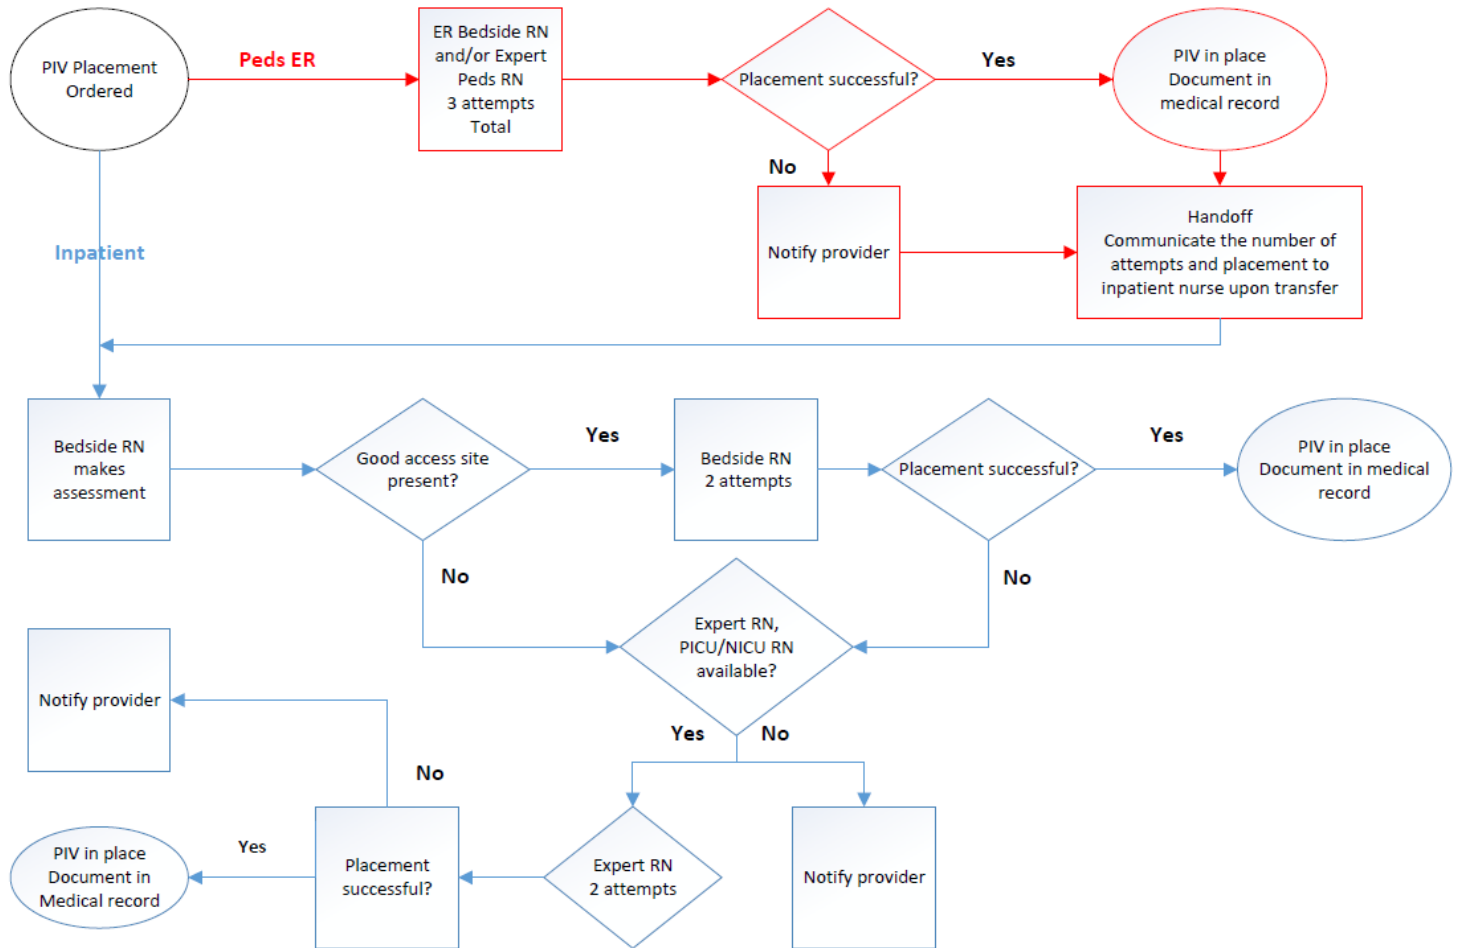 PIV Placement
Ordered
Peds ER
ER Bedside RN
and/or Expert
Peds RN
3 attempts
Total
Placement successful?
Yes
PIV in place
Document in
medical record
No
Notify provider
Handoff
Communicate the number of
attempts and placement to
inpatient nurse upon transfer
Inpatient
Bedside RN
makes
assessment
Good access site
present?
Yes
Bedside RN
2 attempts
Placement successful?
Yes
PIV in place
Document in medical
record
No
No
Expert RN,
PICU/NICU RN
available?
Notify provider
Yes
No
No
PIV in place
Document in
Medical record
Yes
Placement
successful?
Expert RN
2 attempts
Notify provider